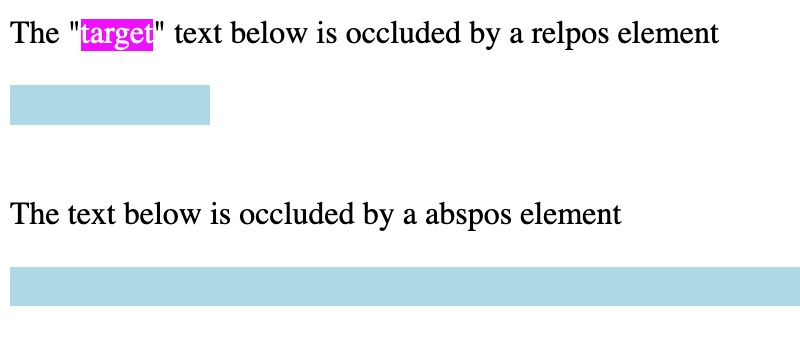 The "target" text below is occluded by a relpos element
The text below is occluded by a abspos element